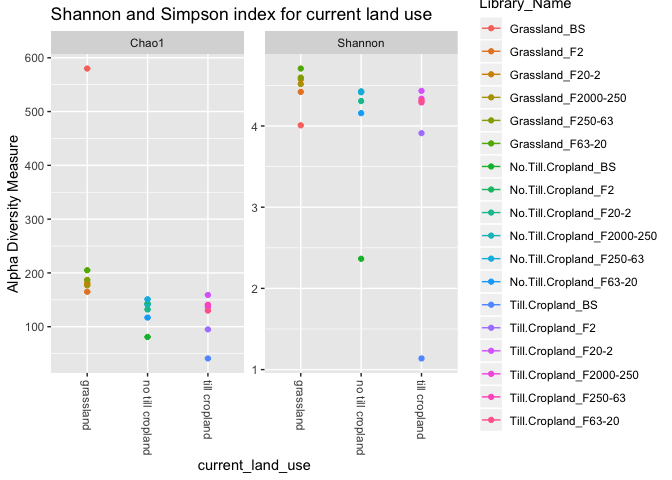 Shannon and Simpson index for current land use
Chao1
Shannon
Alpha Diversity Measure
600
500
400
300
200
100
4
3
2
1
grassland
no till cropland
till cropland
grassland
no till cropland
till cropland
current_land_use
Library_Name
Grassland_BS
Grassland_F2
Grassland_F20-2
Grassland_F2000-250
Grassland_F250-63
Grassland_F63-20
No.Till.Cropland_BS
No.Till.Cropland_F2
No.Till.Cropland_F20-2
No.Till.Cropland_F2000-250
No.Till.Cropland_F250-63
No.Till.Cropland_F63-20
Till.Cropland_BS
Till.Cropland_F2
Till.Cropland_F20-2
Till.Cropland_F2000-250
Till.Cropland_F250-63
Till.Cropland_F63-20